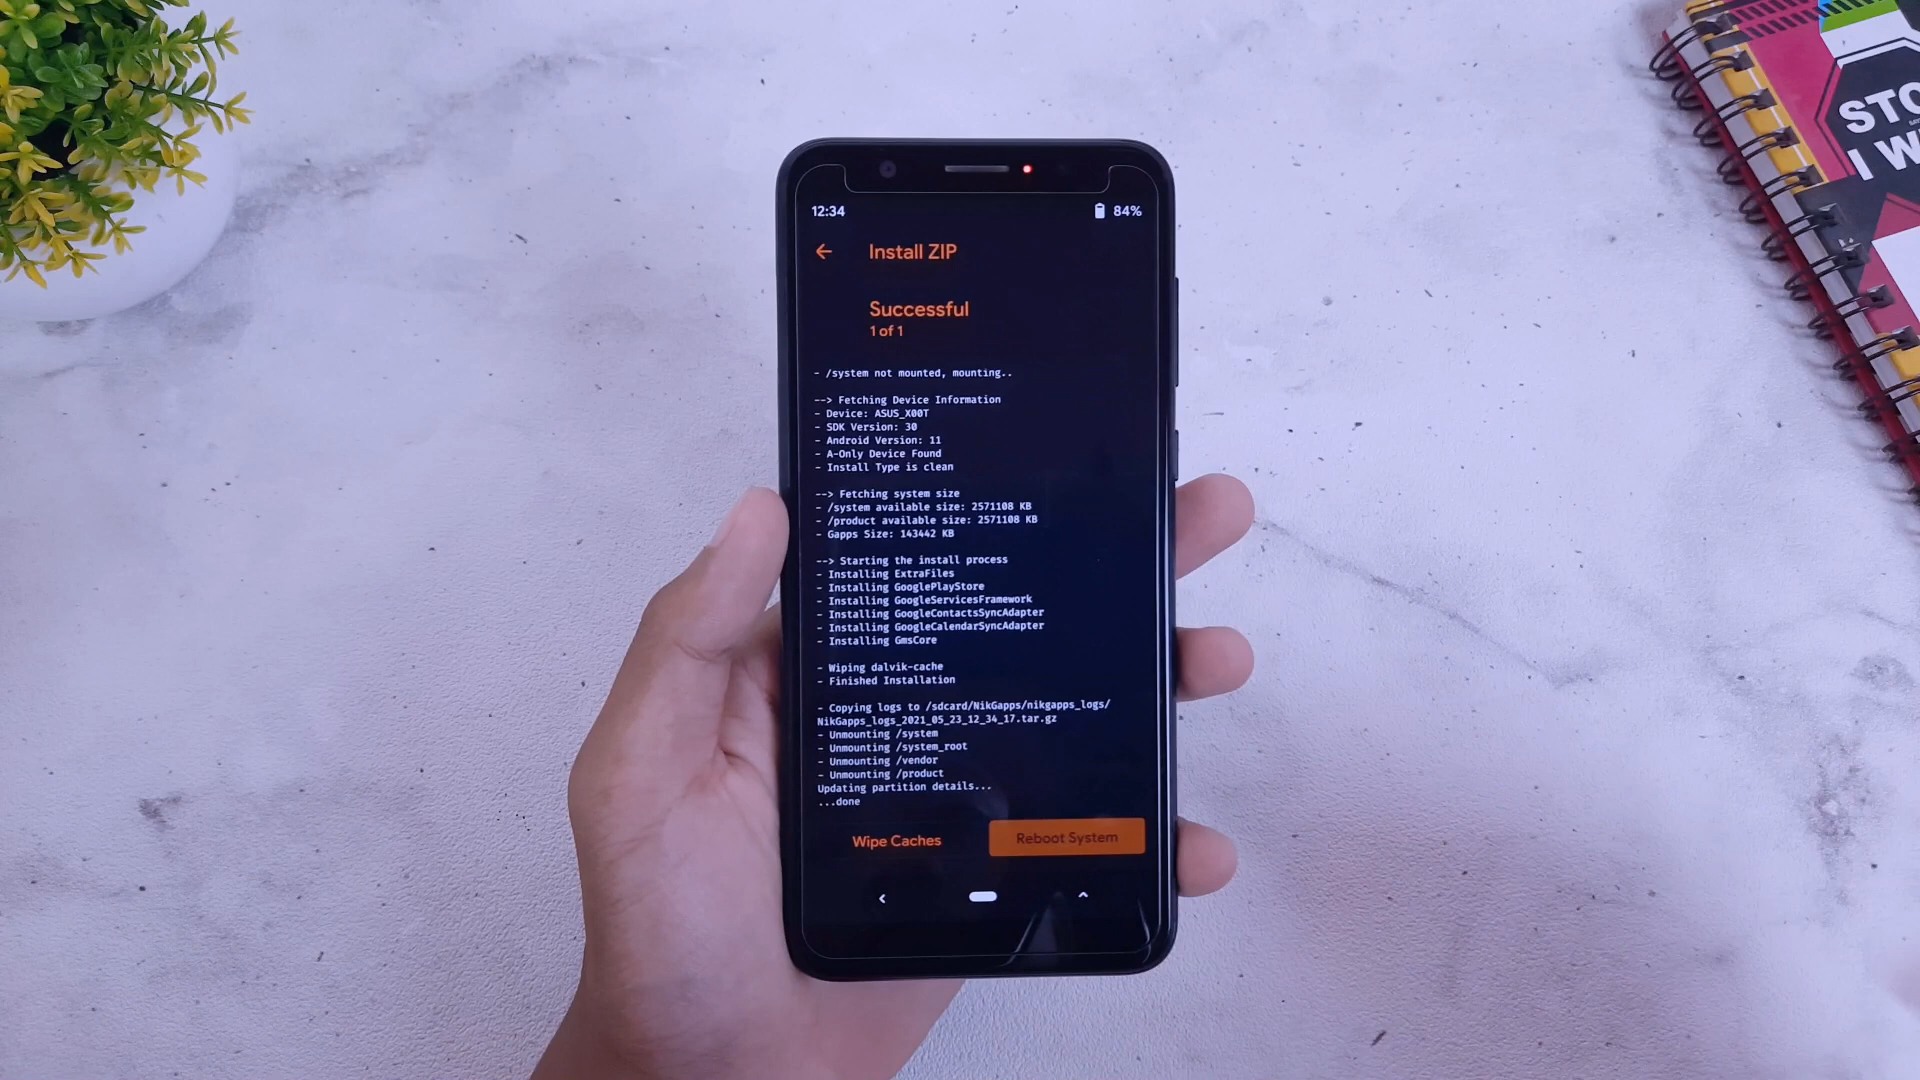 12:34
84%
Install ZIP
Successful
1 of 1
- /system not mounted, mounting..
--> Fetching Device Information
- Device: ASUS_X00T
- SDK Version: 30
- Android Version: 11
- A-Only Device Found
- Install Type is clean
--> Fetching system size
- /system available size: 2571108 KB
- /product available size: 2571108 KB
- Gapps Size: 143442 KB
--> Starting the install process
- Installing ExtraFiles
- Installing GooglePlayStore
- Installing GoogleServicesFramework
- Installing GoogleContactsSyncAdapter
- Installing GoogleCalendarSyncAdapter
- Installing GmsCore
- Wiping dalvik-cache
- Finished Installation
- Copying logs to /sdcard/NikGapps/nikgapps_logs/
NikGapps_logs_2021_05_23_12_34_17.tar.gz
- Unmounting /system
- Unmounting /system_root
- Unmounting /vendor
- Unmounting /product
Updating partition details...
...done
Wipe Caches
Reboot System
STO
I W